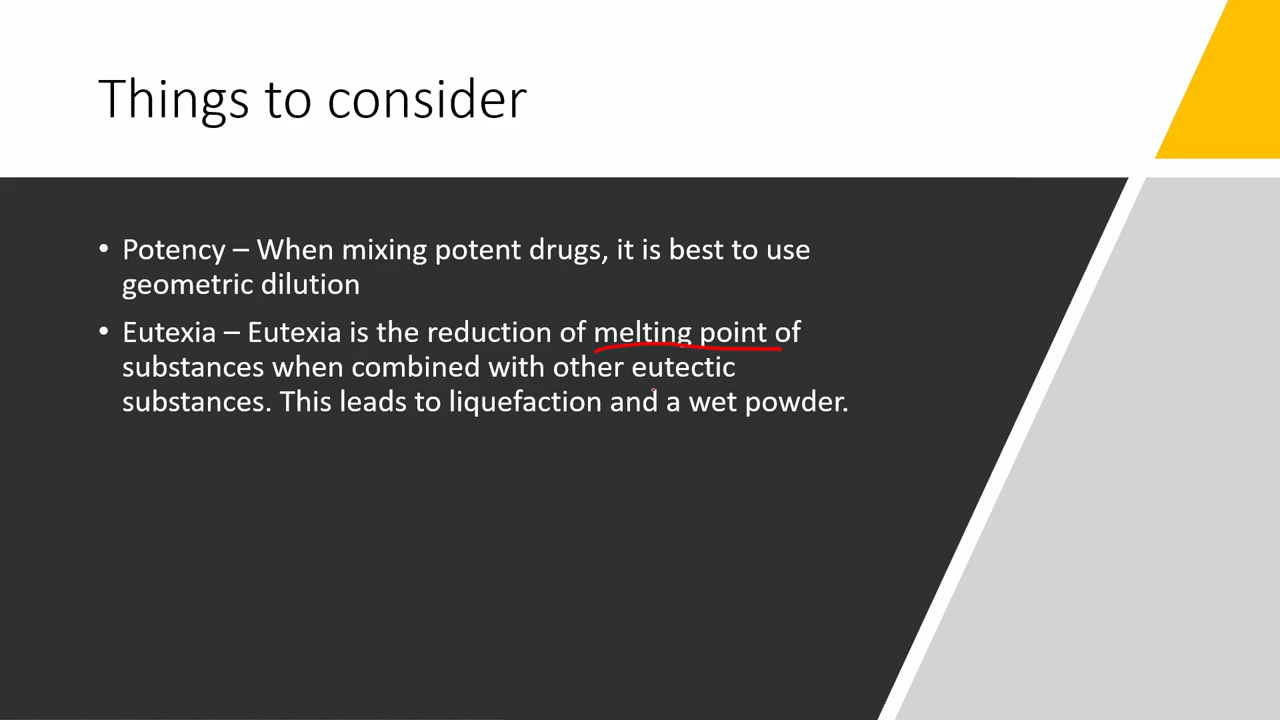 Things to consider
• Potency – When mixing potent drugs, it is best to use
geometric dilution
• Eutexia – Eutexia is the reduction of melting point of
substances when combined with other eutectic
substances. This leads to liquefaction and a wet powder.